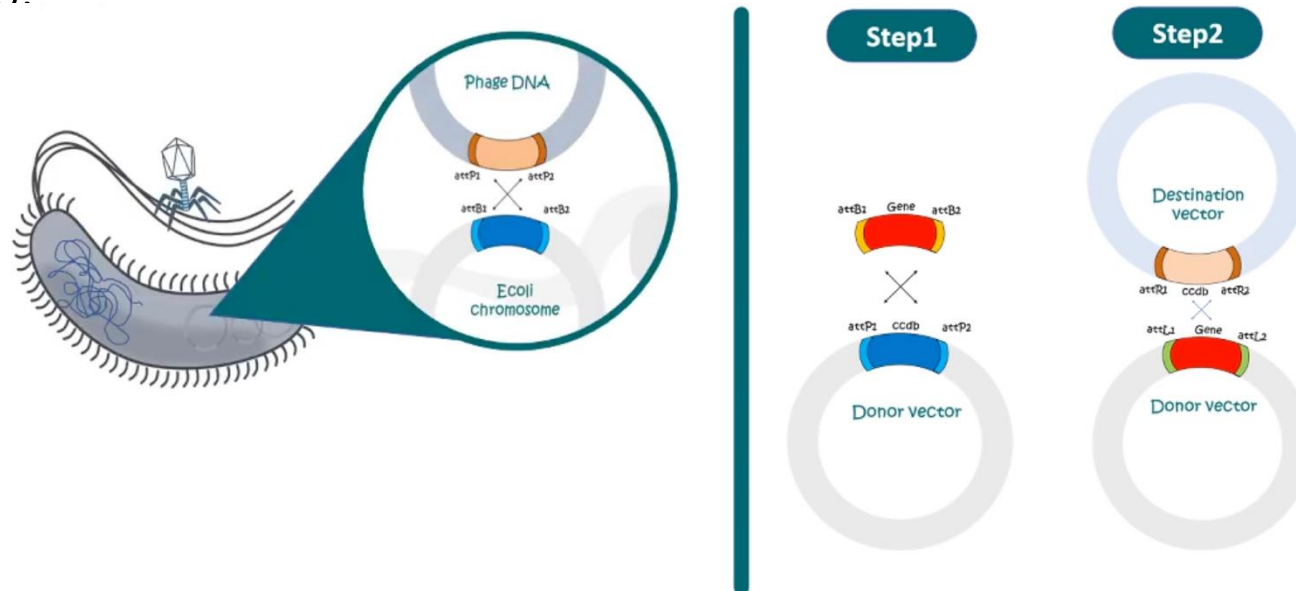 Phage DNA
attP1
attP2
attB1
attB2
Ecoli
chromosome
Step1
attB1
Gene
attB2
attP1
ccdb
attP2
Donor vector
Step2
Destination
vector
attR1
ccdb
attR2
attL1
Gene
attL2
Donor vector